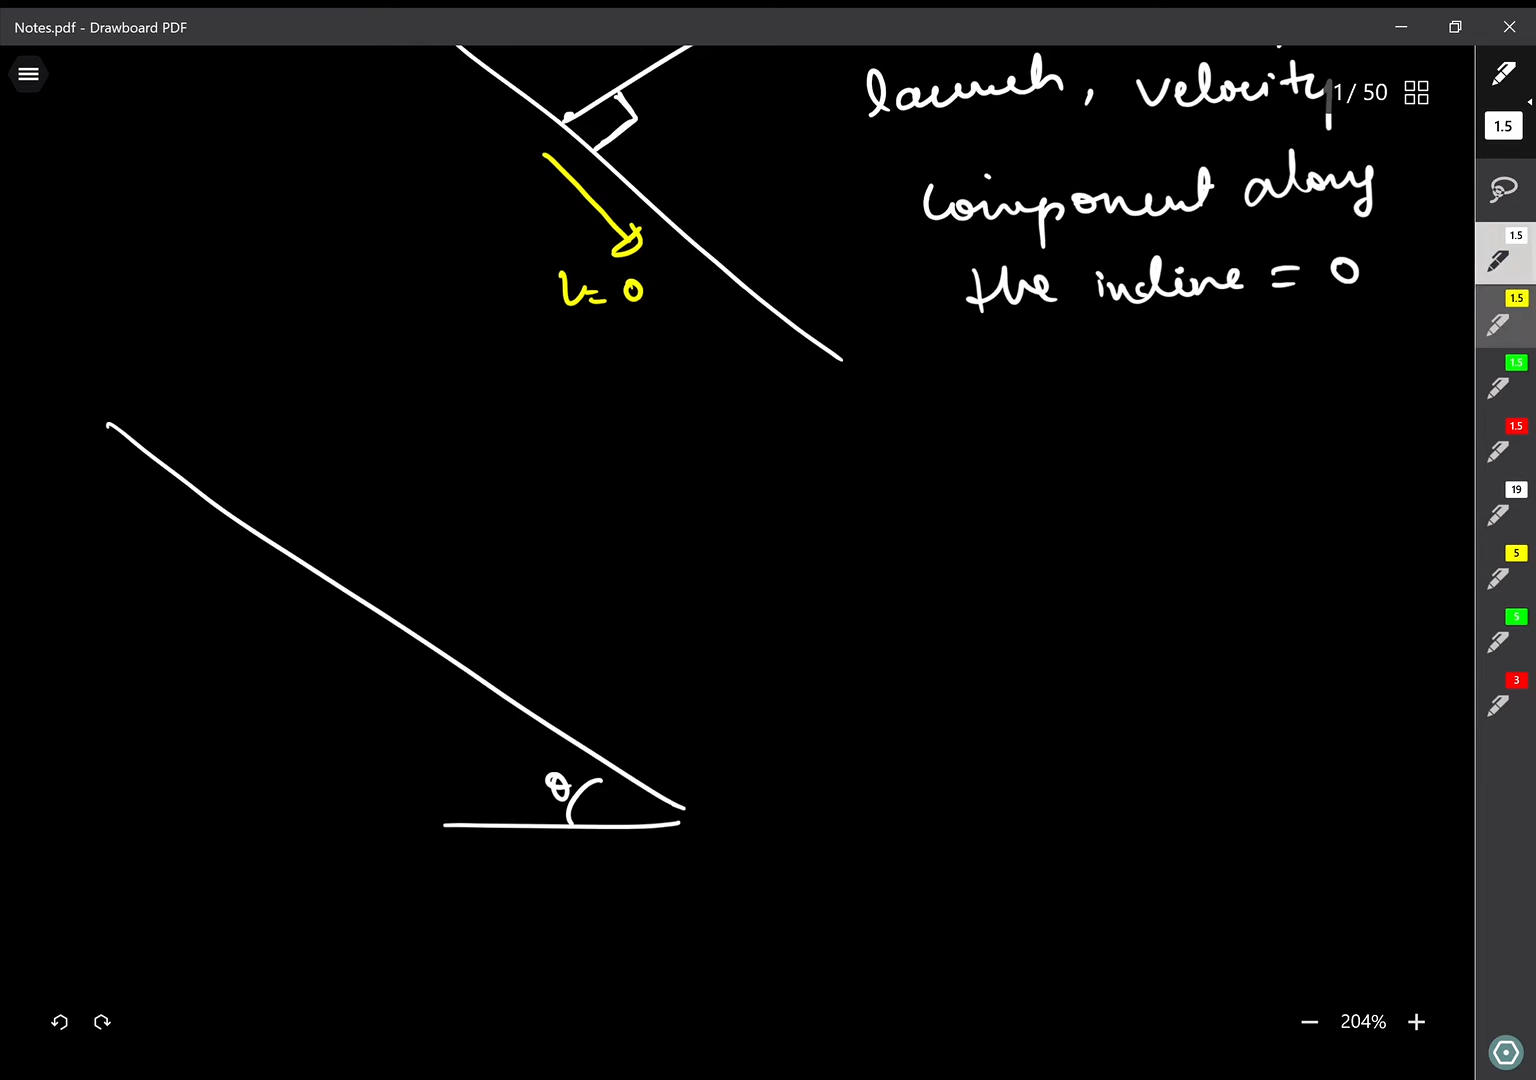 Notes.pdf - Drawboard PDF
launch, velocity
1 / 50
1.5
component along
1.5
the incline = 0
v= 0
1.5
1.5
1.5
19
5
5
3
θ
204%